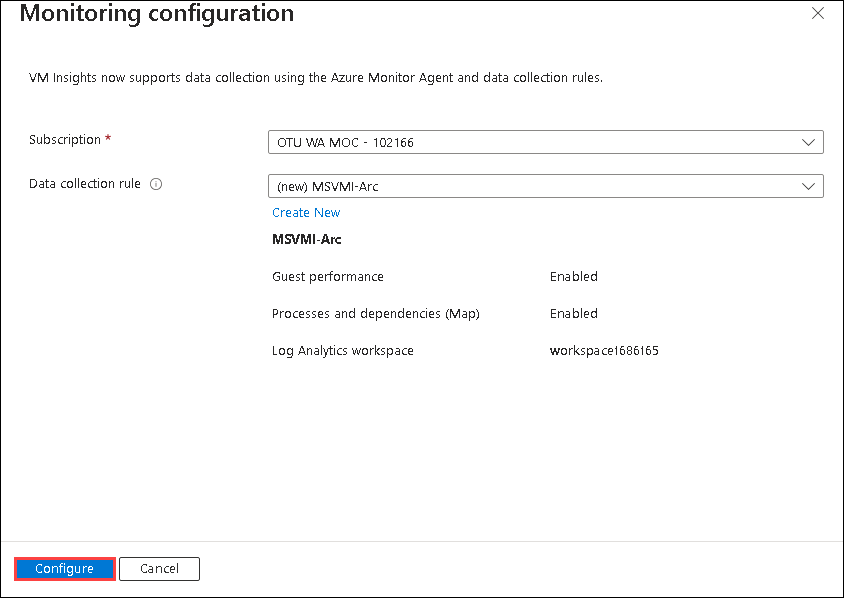 Monitoring configuration
VM Insights now supports data collection using the Azure Monitor Agent and data collection rules.
Subscription * OTU WA MOC - 102166
Data collection rule (new) MSVMI-Arc
Create New
MSVMI-Arc
Guest performance Enabled
Processes and dependencies (Map) Enabled
Log Analytics workspace workspace1686165
Configure Cancel